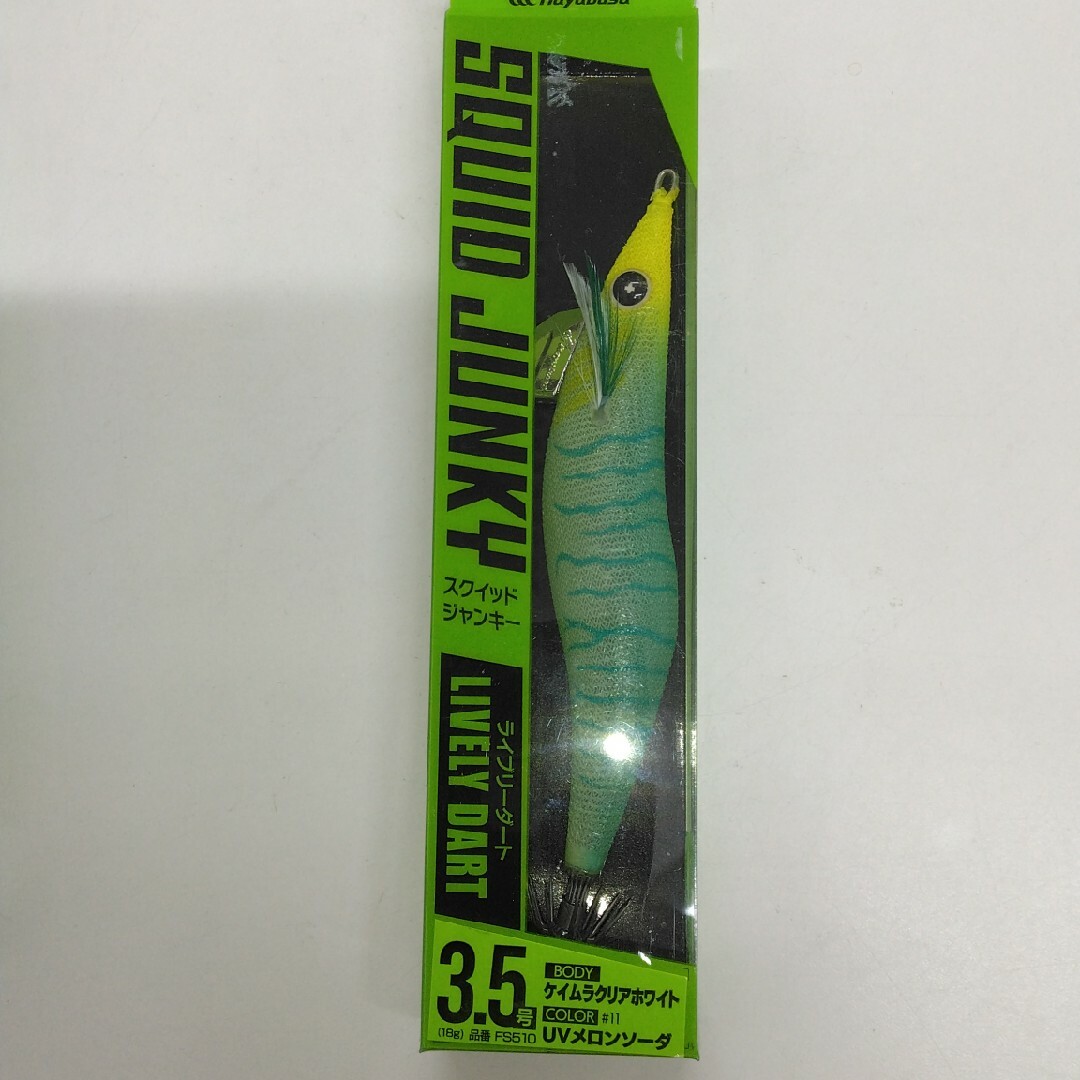 Hayabusa
SQUID JUNKY
スクイッド
ジャンキー
ライブリーダート
LIVELY DART
3.5号
(18g) 品番 FS510
BODY
ケイムラクリアホワイト
COLOR #11
UVメロンソーダ